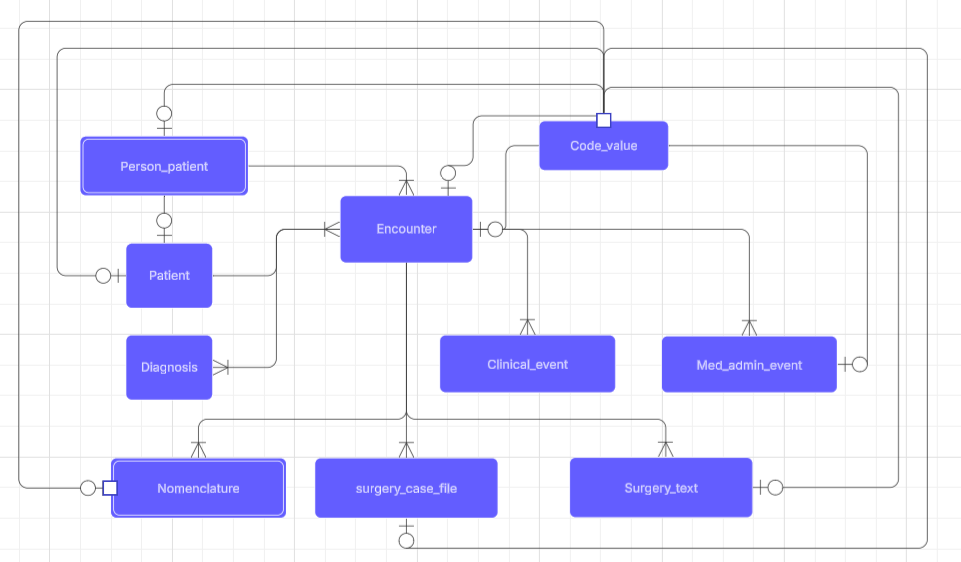 Code_value
Person_patient
Encounter
Patient
Diagnosis
Clinical_event
Med_admin_event
Nomenclature
surgery_case_file
Surgery_text